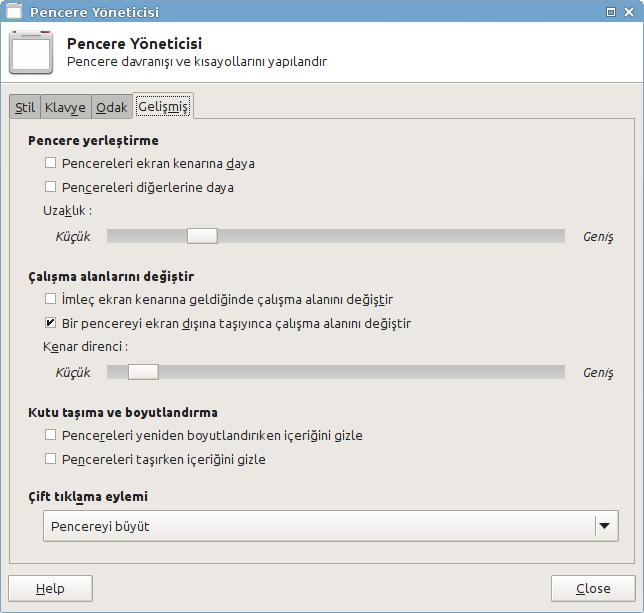 Pencere Yöneticisi
Pencere Yöneticisi
Pencere davranışı ve kısayollarını yapılandır
Stil Klavye Odak Gelişmiş
Pencere yerleştirme
Pencereleri ekran kenarına daya
Pencereleri diğerlerine daya
Uzaklık :
Küçük Geniş
Çalışma alanlarını değiştir
İmleç ekran kenarına geldiğinde çalışma alanını değiştir
Bir pencereyi ekran dışına taşıyınca çalışma alanını değiştir
Kenar direnci :
Küçük Geniş
Kutu taşıma ve boyutlandırma
Pencereleri yeniden boyutlandırıken içeriğini gizle
Pencereleri taşırken içeriğini gizle
Çift tıklama eylemi
Pencereyi büyüt
Help Close